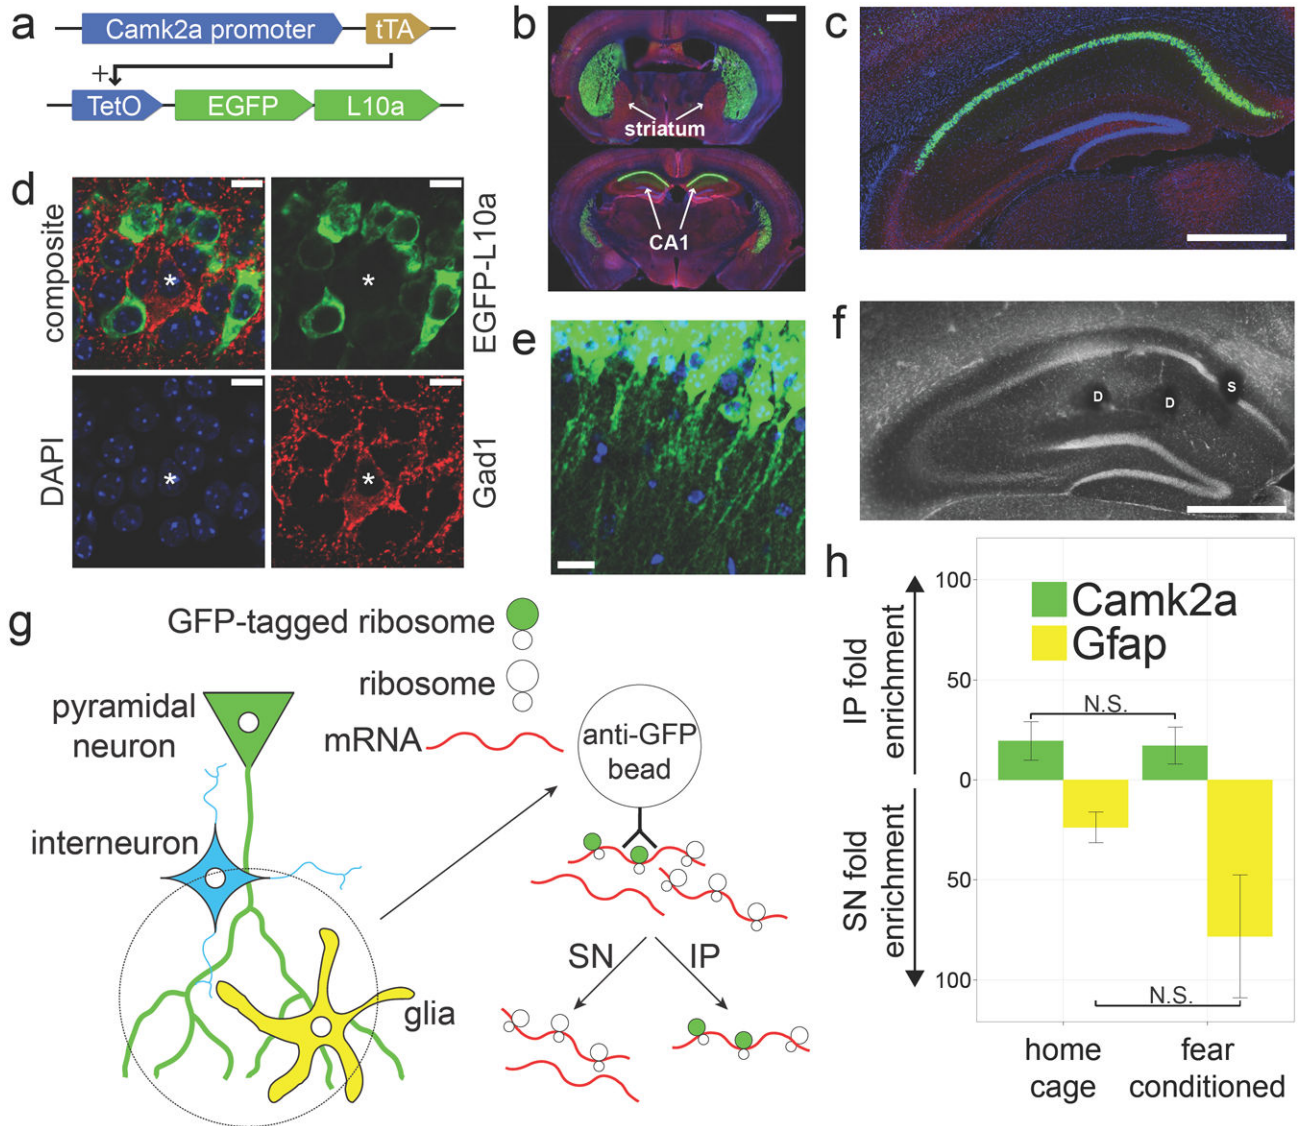 a
Camk2a promoter
tTA
+
TetO
EGFP
L10a
b
striatum
CA1
c
d
composite
*
EGFP-L10a
*
DAPI
*
Gad1
*
e
f
D
D
S
g
GFP-tagged ribosome
ribosome
mRNA
pyramidal
neuron
interneuron
glia
anti-GFP
bead
SN
IP
h
IP fold
enrichment
SN fold
enrichment
100
50
0
50
100
Camk2a
Gfap
N.S.
N.S.
home
cage
fear
conditioned